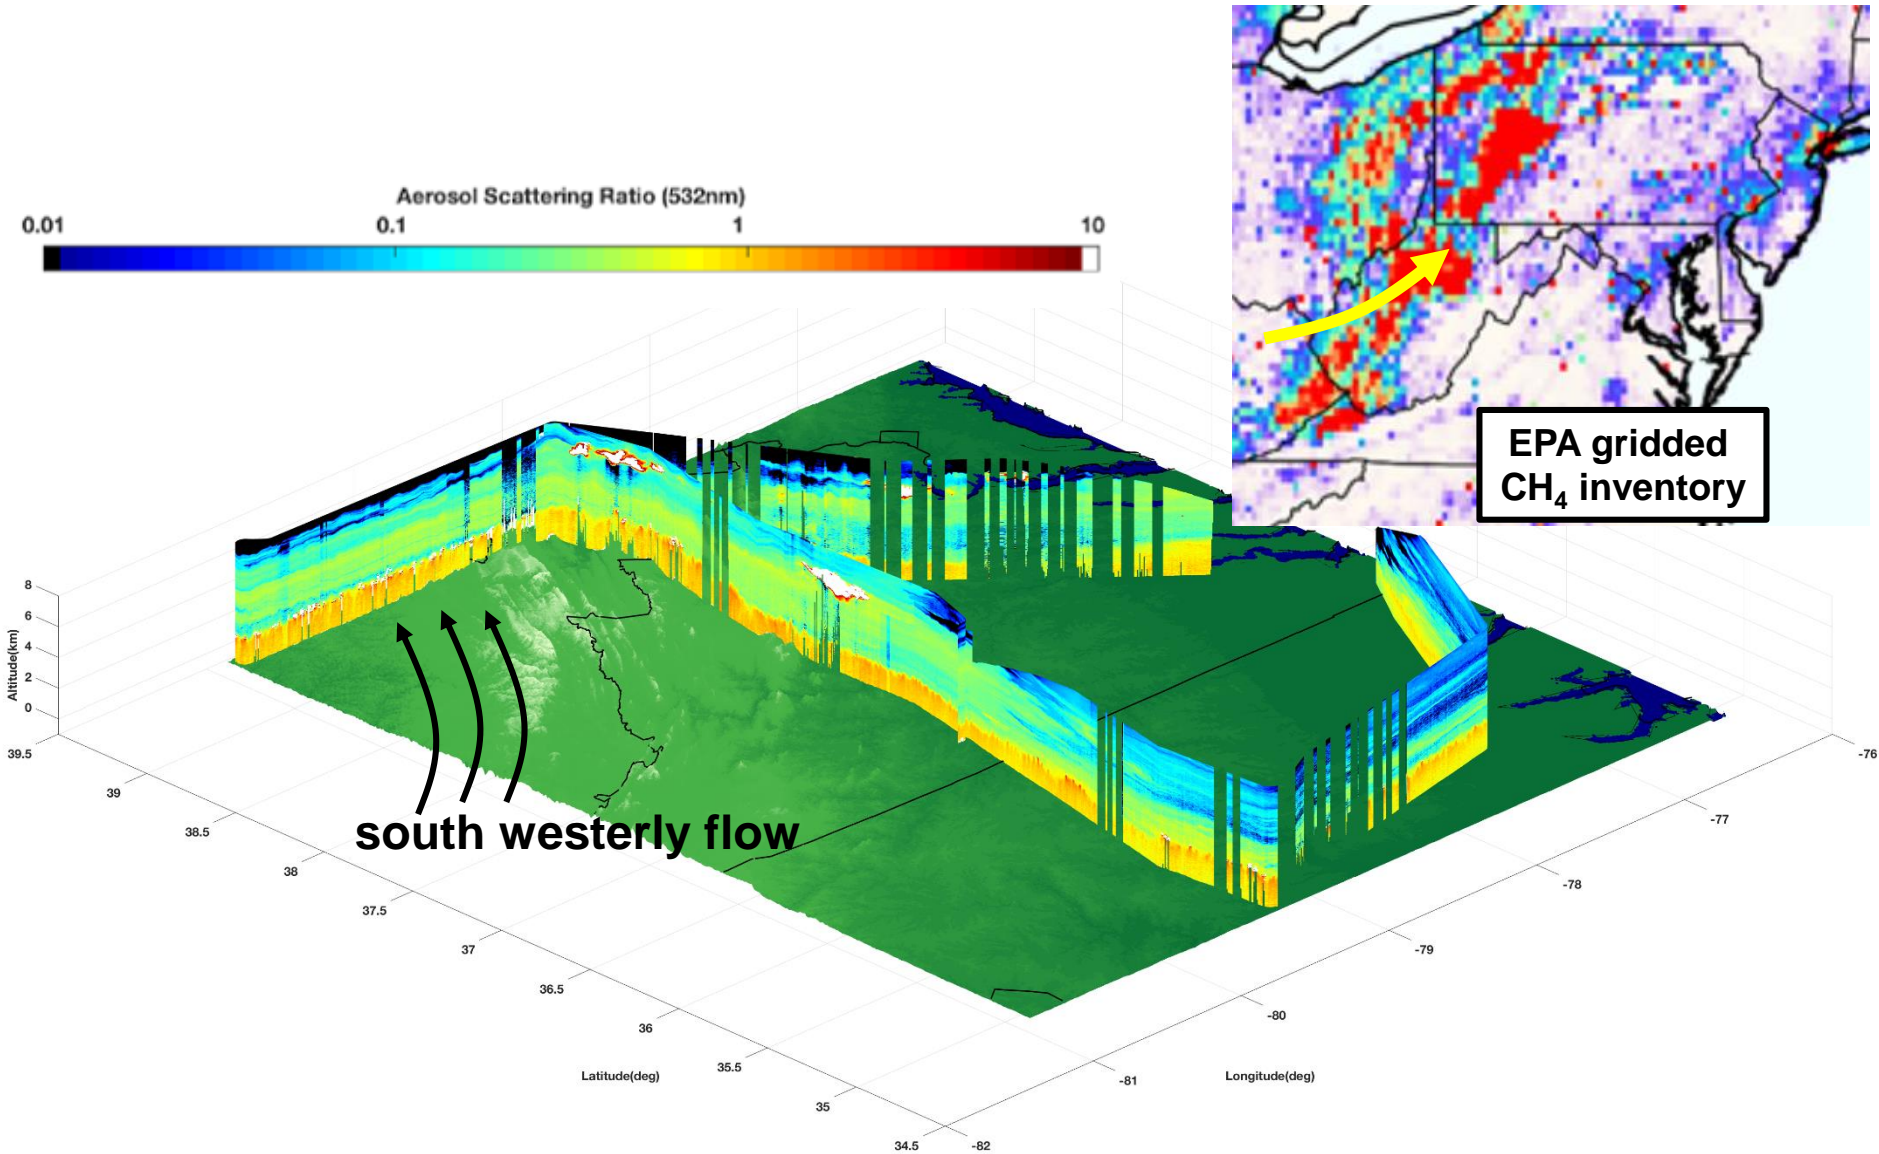 Aerosol Scattering Ratio (532nm)
0.01 0.1 1 10
EPA gridded
CH₄ inventory
south westerly flow
Altitude(km)
8
6
4
2
0
39.5
39
38.5
38
37.5
37
36.5
36
35.5
35
34.5
Latitude(deg)
-82
-81
-80
-79
-78
-77
-76
Longitude(deg)